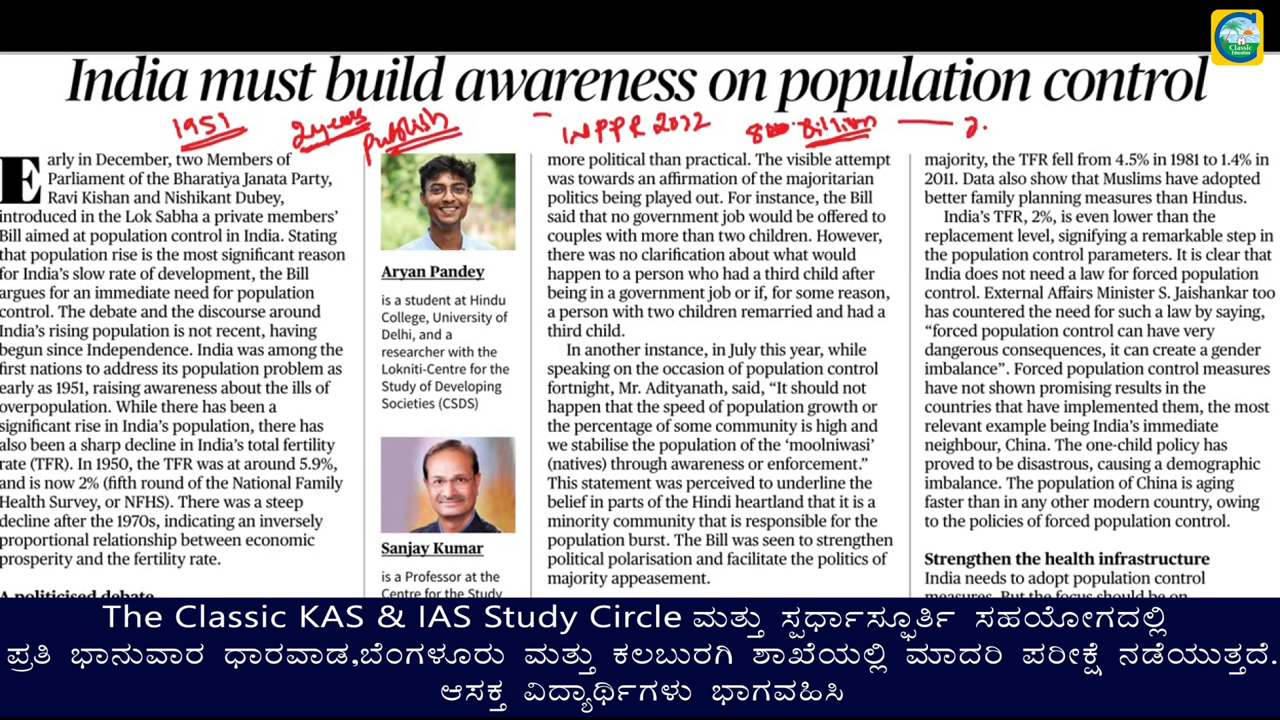 Classic
Education
India must build awareness on population control
1951
2 years
publish
WPPR 2022
Billion
2.
Early in December, two Members of
Parliament of the Bharatiya Janata Party,
Ravi Kishan and Nishikant Dubey,
introduced in the Lok Sabha a private members’
Bill aimed at population control in India. Stating
that population rise is the most significant reason
for India’s slow rate of development, the Bill
argues for an immediate need for population
control. The debate and the discourse around
India’s rising population is not recent, having
begun since Independence. India was among the
first nations to address its population problem as
early as 1951, raising awareness about the ills of
overpopulation. While there has been a
significant rise in India’s population, there has
also been a sharp decline in India’s total fertility
rate (TFR). In 1950, the TFR was at around 5.9%,
and is now 2% (fifth round of the National Family
Health Survey, or NFHS). There was a steep
decline after the 1970s, indicating an inversely
proportional relationship between economic
prosperity and the fertility rate.
A politicised debate
Aryan Pandey
is a student at Hindu
College, University of
Delhi, and a
researcher with the
Lokniti-Centre for the
Study of Developing
Societies (CSDS)
Sanjay Kumar
is a Professor at the
Centre for the Study
more political than practical. The visible attempt
was towards an affirmation of the majoritarian
politics being played out. For instance, the Bill
said that no government job would be offered to
couples with more than two children. However,
there was no clarification about what would
happen to a person who had a third child after
being in a government job or if, for some reason,
a person with two children remarried and had a
third child.
In another instance, in July this year, while
speaking on the occasion of population control
fortnight, Mr. Adityanath, said, “It should not
happen that the speed of population growth or
the percentage of some community is high and
we stabilise the population of the ‘moolniwasi’
(natives) through awareness or enforcement.”
This statement was perceived to underline the
belief in parts of the Hindi heartland that it is a
minority community that is responsible for the
population burst. The Bill was seen to strengthen
political polarisation and facilitate the politics of
majority appeasement.
majority, the TFR fell from 4.5% in 1981 to 1.4% in
2011. Data also show that Muslims have adopted
better family planning measures than Hindus.
India’s TFR, 2%, is even lower than the
replacement level, signifying a remarkable step in
the population control parameters. It is clear that
India does not need a law for forced population
control. External Affairs Minister S. Jaishankar too
has countered the need for such a law by saying,
“forced population control can have very
dangerous consequences, it can create a gender
imbalance”. Forced population control measures
have not shown promising results in the
countries that have implemented them, the most
relevant example being India’s immediate
neighbour, China. The one-child policy has
proved to be disastrous, causing a demographic
imbalance. The population of China is aging
faster than in any other modern country, owing
to the policies of forced population control.
Strengthen the health infrastructure
India needs to adopt population control
measures. But the focus should be on
The Classic KAS & IAS Study Circle ಮತ್ತು ಸ್ಪರ್ಧಾಸ್ಫೂರ್ತಿ ಸಹಯೋಗದಲ್ಲಿ
ಪ್ರತಿ ಭಾನುವಾರ ಧಾರವಾಡ,ಬೆಂಗಳೂರು ಮತ್ತು ಕಲಬುರಗಿ ಶಾಖೆಯಲ್ಲಿ ಮಾದರಿ ಪರೀಕ್ಷೆ ನಡೆಯುತ್ತದೆ.
ಆಸಕ್ತ ವಿದ್ಯಾರ್ಥಿಗಳು ಭಾಗವಹಿಸಿ